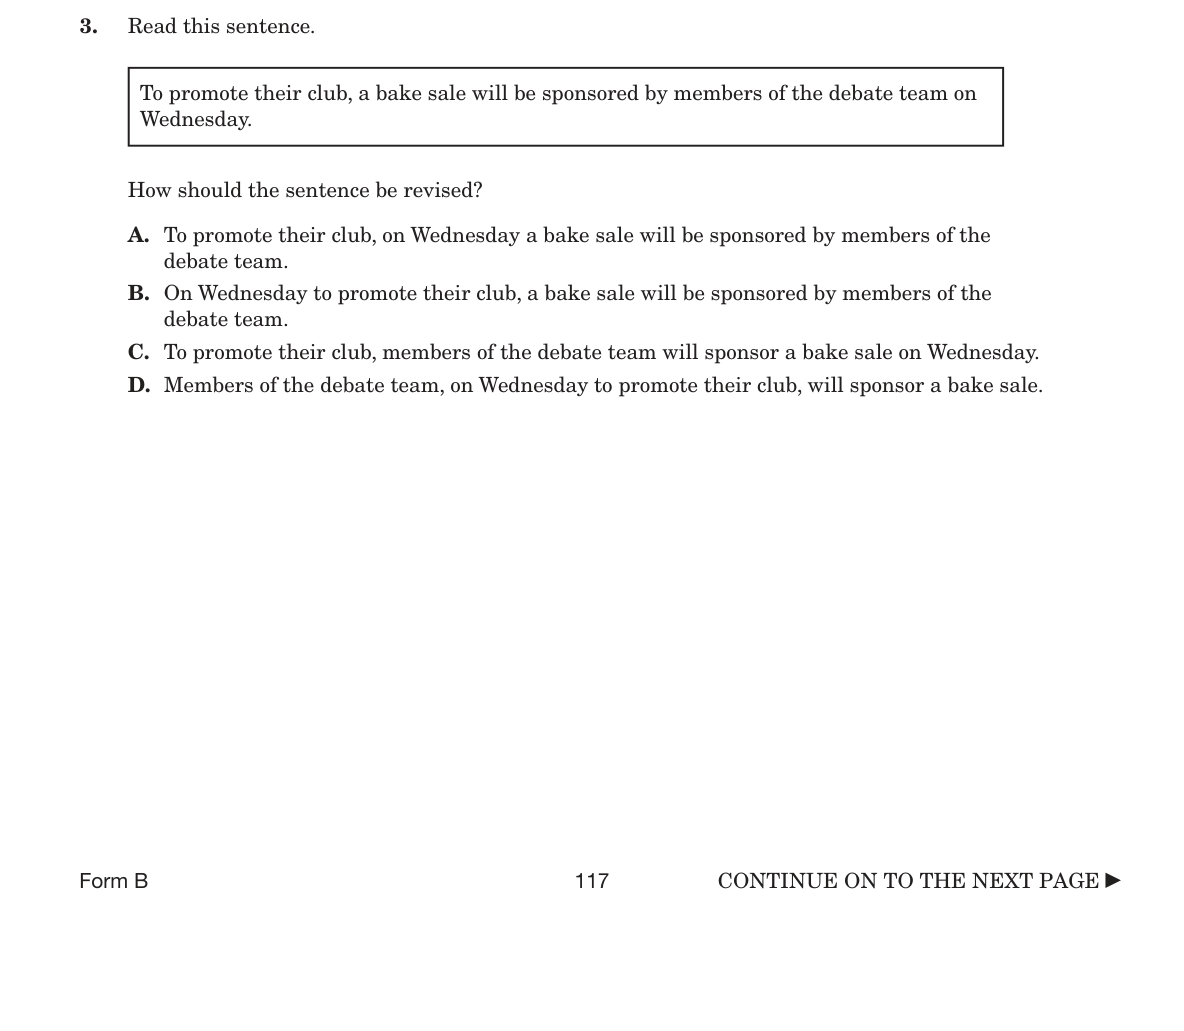 3. Read this sentence.
To promote their club, a bake sale will be sponsored by members of the debate team on
Wednesday.
How should the sentence be revised?
A. To promote their club, on Wednesday a bake sale will be sponsored by members of the
debate team.
B. On Wednesday to promote their club, a bake sale will be sponsored by members of the
debate team.
C. To promote their club, members of the debate team will sponsor a bake sale on Wednesday.
D. Members of the debate team, on Wednesday to promote their club, will sponsor a bake sale.
Form B 117 CONTINUE ON TO THE NEXT PAGE ▶